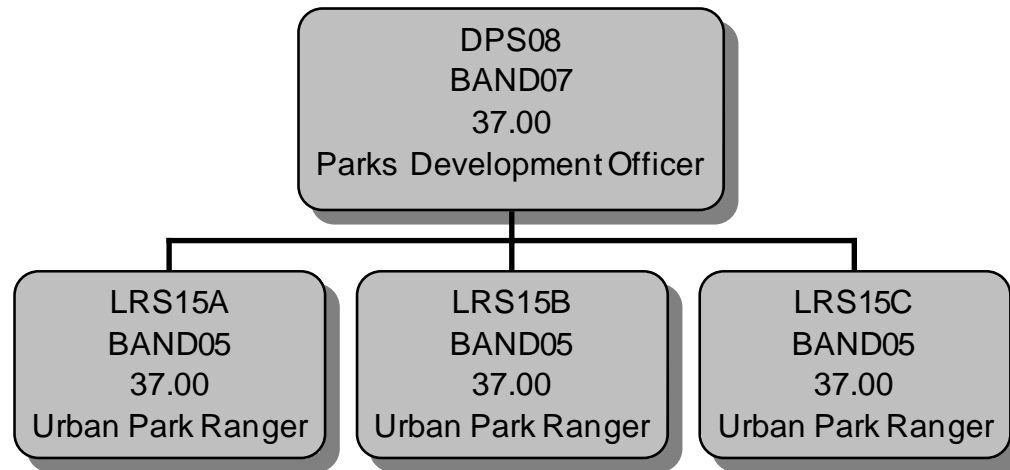 DPS08
BAND07
37.00
Parks Development Officer
LRS15A
BAND05
37.00
Urban Park Ranger
LRS15B
BAND05
37.00
Urban Park Ranger
LRS15C
BAND05
37.00
Urban Park Ranger